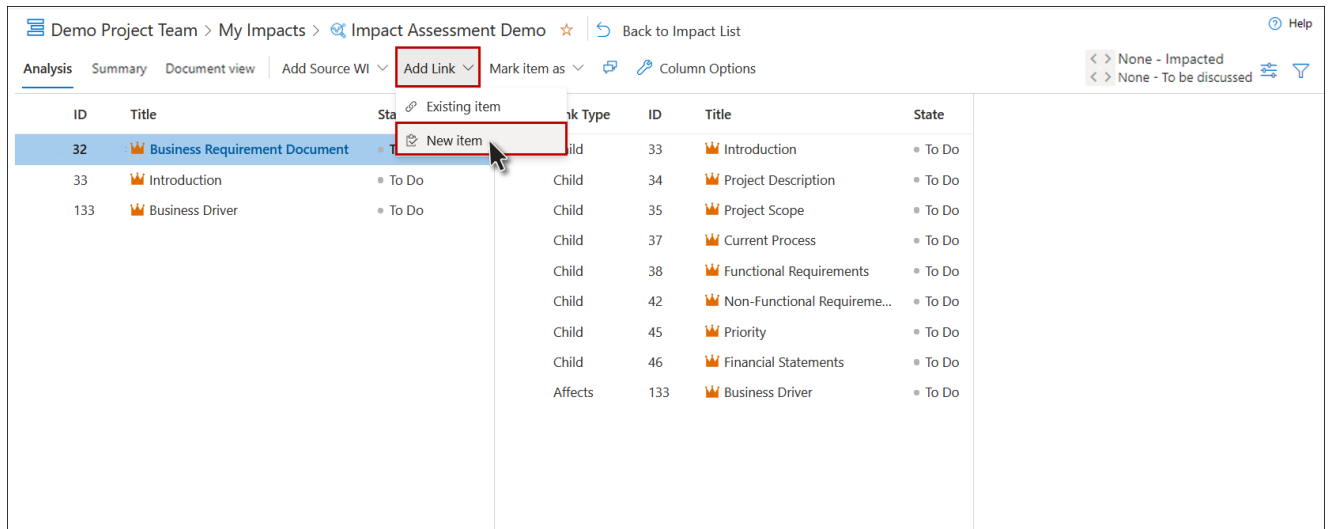 Demo Project Team > My Impacts > Impact Assessment Demo Back to Impact List
Help
Analysis Summary Document view Add Source WI Add Link Mark item as Column Options
None - Impacted
None - To be discussed
Existing item
New item
ID Title Sta
32 Business Requirement Document T
33 Introduction To Do
133 Business Driver To Do
nk Type ID Title State
ild 33 Introduction To Do
Child 34 Project Description To Do
Child 35 Project Scope To Do
Child 37 Current Process To Do
Child 38 Functional Requirements To Do
Child 42 Non-Functional Requireme... To Do
Child 45 Priority To Do
Child 46 Financial Statements To Do
Affects 133 Business Driver To Do